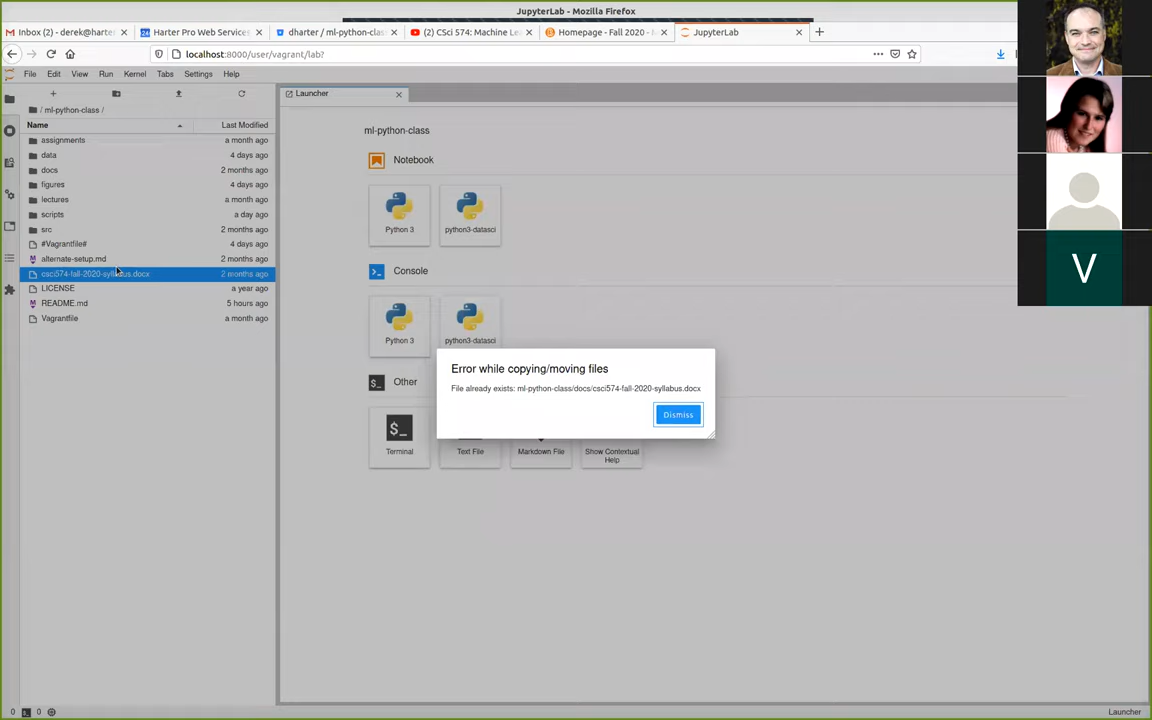 JupyterLab - Mozilla Firefox
Inbox (2) - derek@harte
Harter Pro Web Service
dharter / ml-python-clas
(2) CSci 574: Machine Le
Homepage - Fall 2020 - M
JupyterLab
localhost:8000/user/vagrant/lab?
File Edit View Run Kernel Tabs Settings Help
Launcher
/ ml-python-class /
Name Last Modified
assignments a month ago
data 4 days ago
docs 2 months ago
figures 4 days ago
lectures a month ago
scripts a day ago
src 2 months ago
#Vagrantfile# 4 days ago
alternate-setup.md 2 months ago
csci574-fall-2020-syllabus.docx 2 months ago
LICENSE a year ago
README.md 5 hours ago
Vagrantfile a month ago
ml-python-class
Notebook
Python 3 python3-datasci
Console
Python 3 python3-datasci
Other
$_
Terminal Text File Markdown File Show Contextual
Help
Error while copying/moving files
File already exists: ml-python-class/docs/csci574-fall-2020-syllabus.docx
Dismiss
V
0 0
Launcher